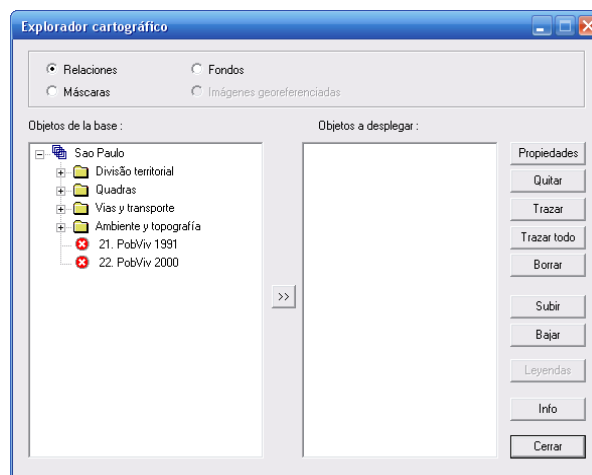 Explorador cartográfico
Relaciones
Fondos
Máscaras
Imágenes georeferenciadas
Objetos de la base :
Objetos a desplegar :
Sao Paulo
Divisão territorial
Quadras
Vias y transporte
Ambiente y topografía
21. PobViv 1991
22. PobViv 2000
>>
Propiedades
Quitar
Trazar
Trazar todo
Borrar
Subir
Bajar
Leyendas
Info
Cerrar